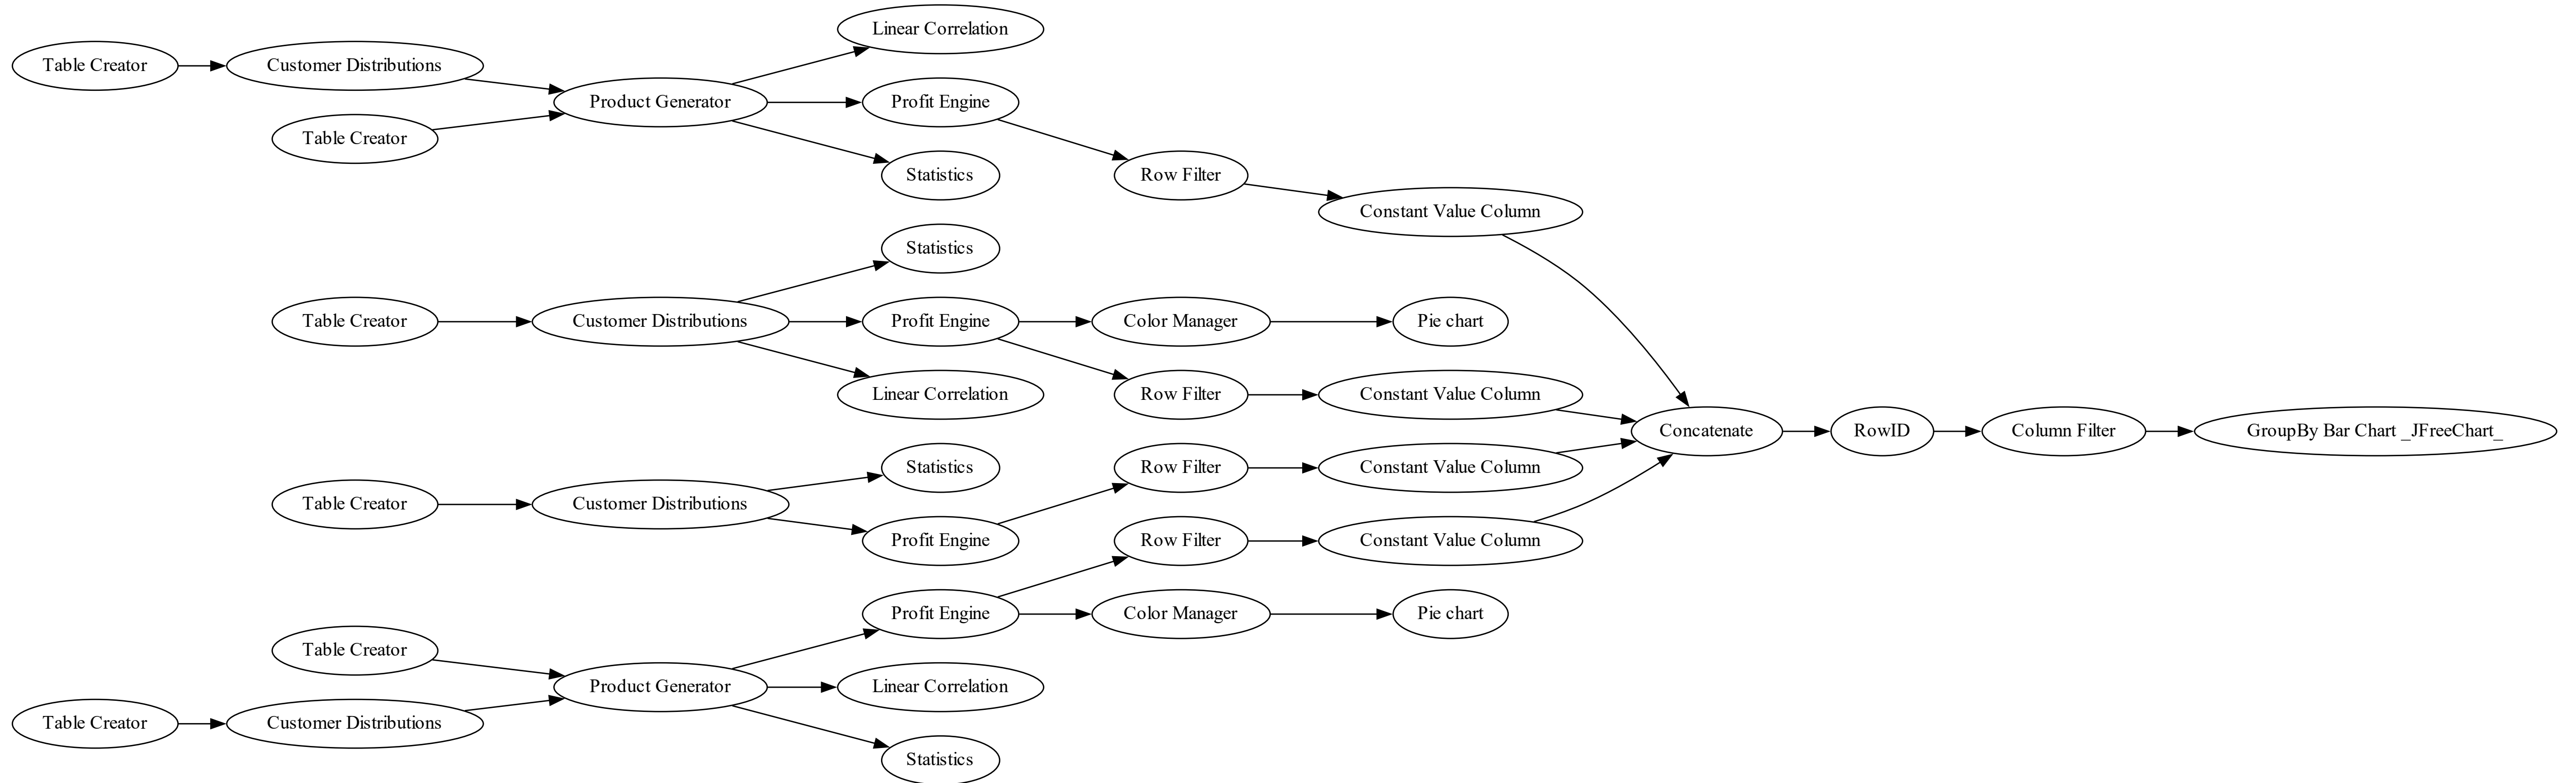 Linear Correlation
Table Creator
Customer Distributions
Product Generator
Profit Engine
Table Creator
Statistics
Row Filter
Constant Value Column
Statistics
Table Creator
Customer Distributions
Profit Engine
Color Manager
Pie chart
Linear Correlation
Row Filter
Constant Value Column
Concatenate
RowID
Column Filter
GroupBy Bar Chart _JFreeChart_
Statistics
Row Filter
Constant Value Column
Table Creator
Customer Distributions
Profit Engine
Row Filter
Constant Value Column
Profit Engine
Color Manager
Pie chart
Table Creator
Product Generator
Linear Correlation
Table Creator
Customer Distributions
Statistics